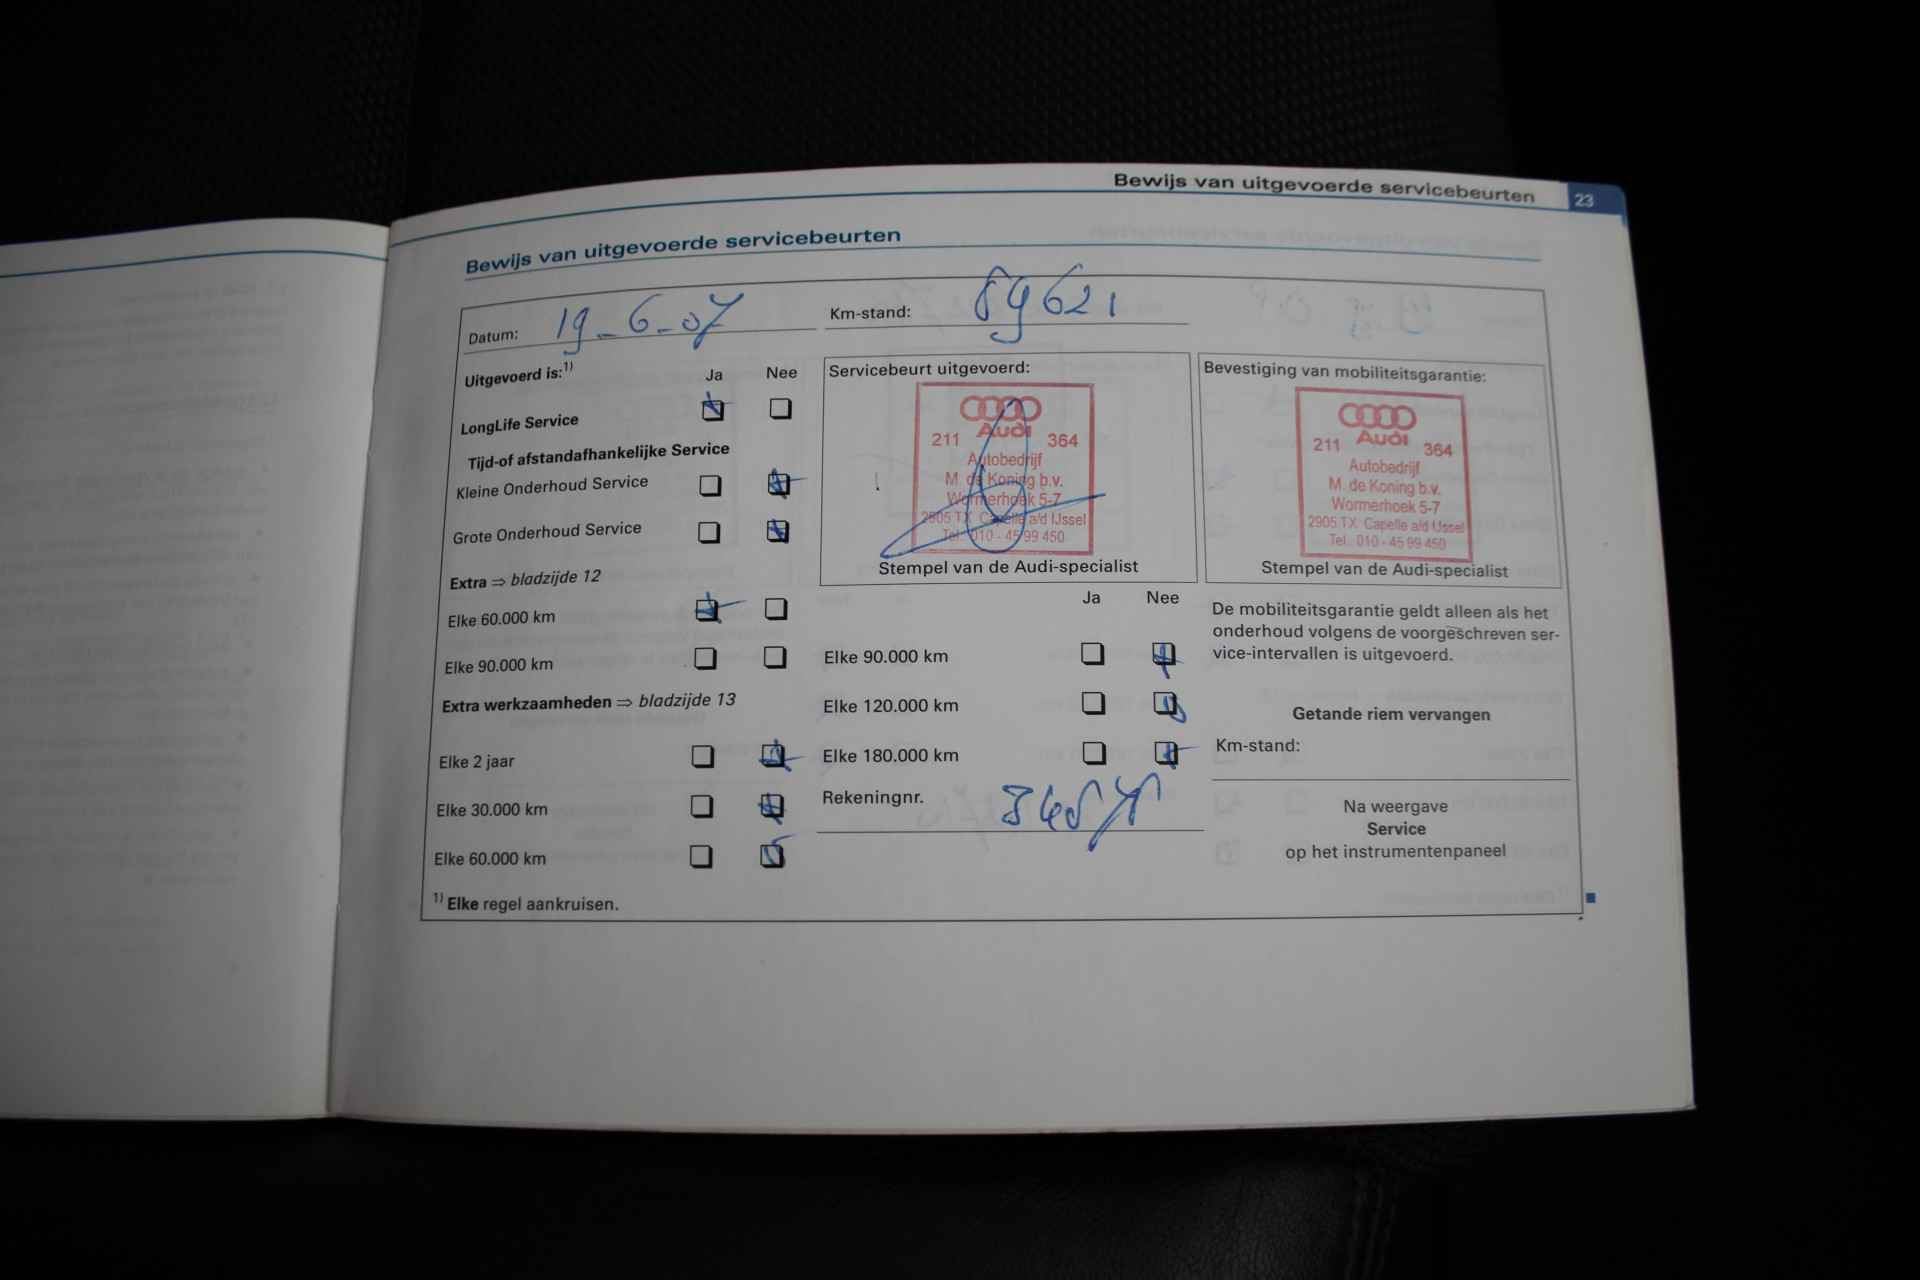 Bewijs van uitgevoerde servicebeurten 23
Bewijs van uitgevoerde servicebeurten
Datum: 19-6-07
Km-stand: 89621
Uitgevoerd is:1) Ja Nee
LongLife Service
Tijd-of afstandafhankelijke Service
Kleine Onderhoud Service
Grote Onderhoud Service
Extra ⇒ bladzijde 12
Elke 60.000 km
Elke 90.000 km
Extra werkzaamheden ⇒ bladzijde 13
Elke 2 jaar
Elke 30.000 km
Elke 60.000 km
1) Elke regel aankruisen.
Servicebeurt uitgevoerd:
Audi
211 364
Autobedrijf
M. de Koning b.v.
Wormerhoek 5-7
2905 TX Capelle a/d IJssel
Tel. 010 - 45 99 450
Stempel van de Audi-specialist
Ja Nee
Elke 90.000 km
Elke 120.000 km
Elke 180.000 km
Rekeningnr.
Bevestiging van mobiliteitsgarantie:
Audi
211 364
Autobedrijf
M. de Koning b.v.
Wormerhoek 5-7
2905 TX Capelle a/d IJssel
Tel. 010 - 45 99 450
Stempel van de Audi-specialist
De mobiliteitsgarantie geldt alleen als het
onderhoud volgens de voorgeschreven ser-
vice-intervallen is uitgevoerd.
Getande riem vervangen
Km-stand:
Na weergave
Service
op het instrumentenpaneel